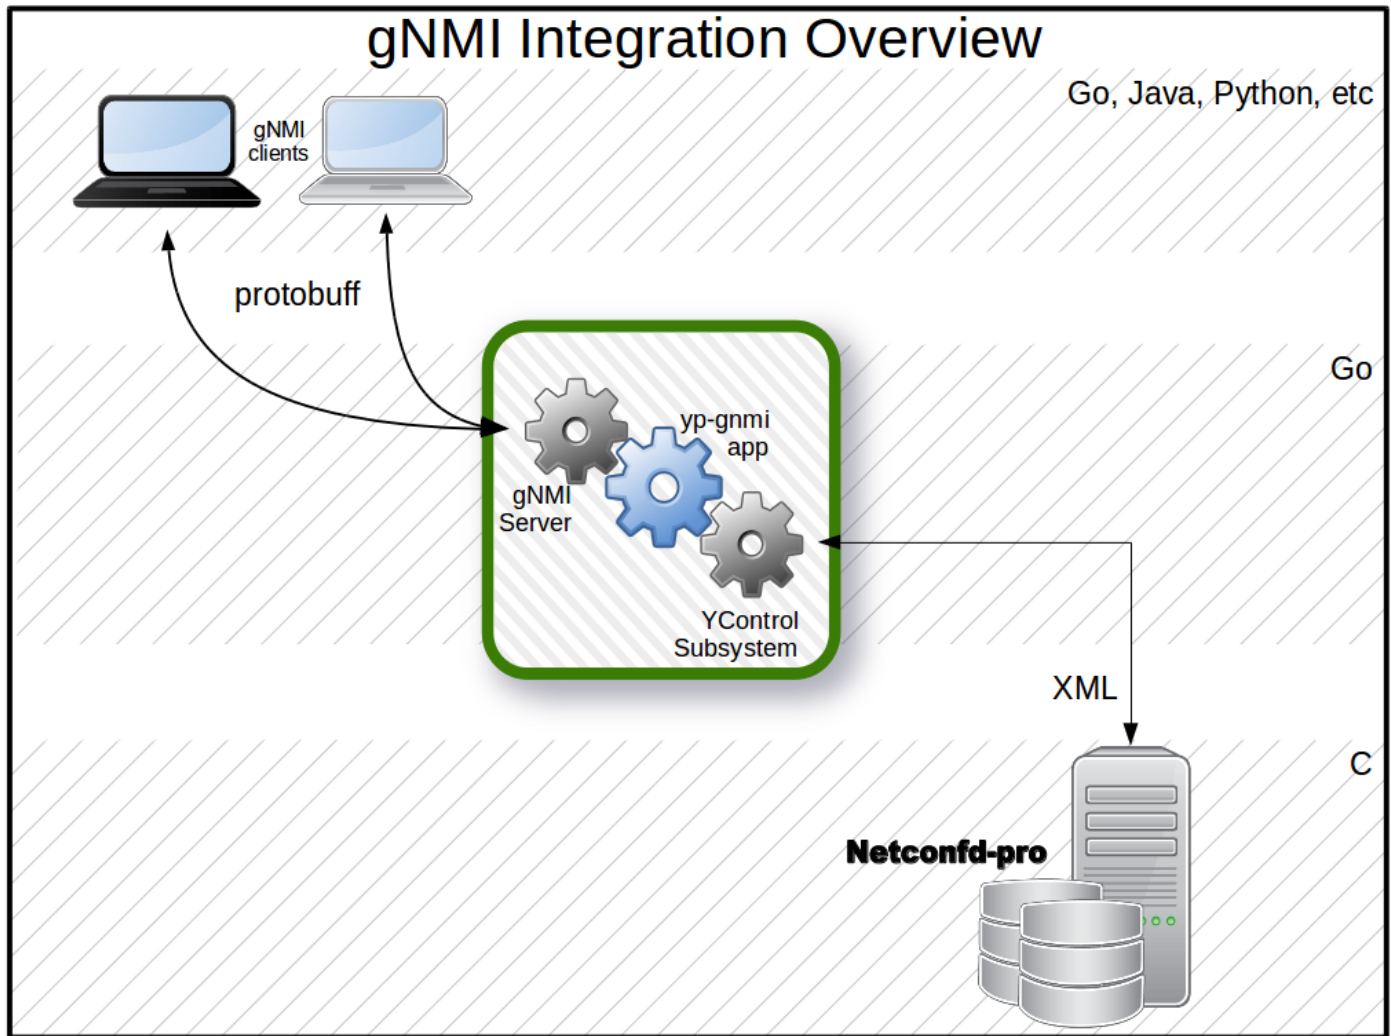 gNMI Integration Overview
Go, Java, Python, etc
gNMI
clients
protobuff
Go
yp-gnmi
app
gNMI
Server
YControl
Subsystem
XML
C
Netconfd-pro